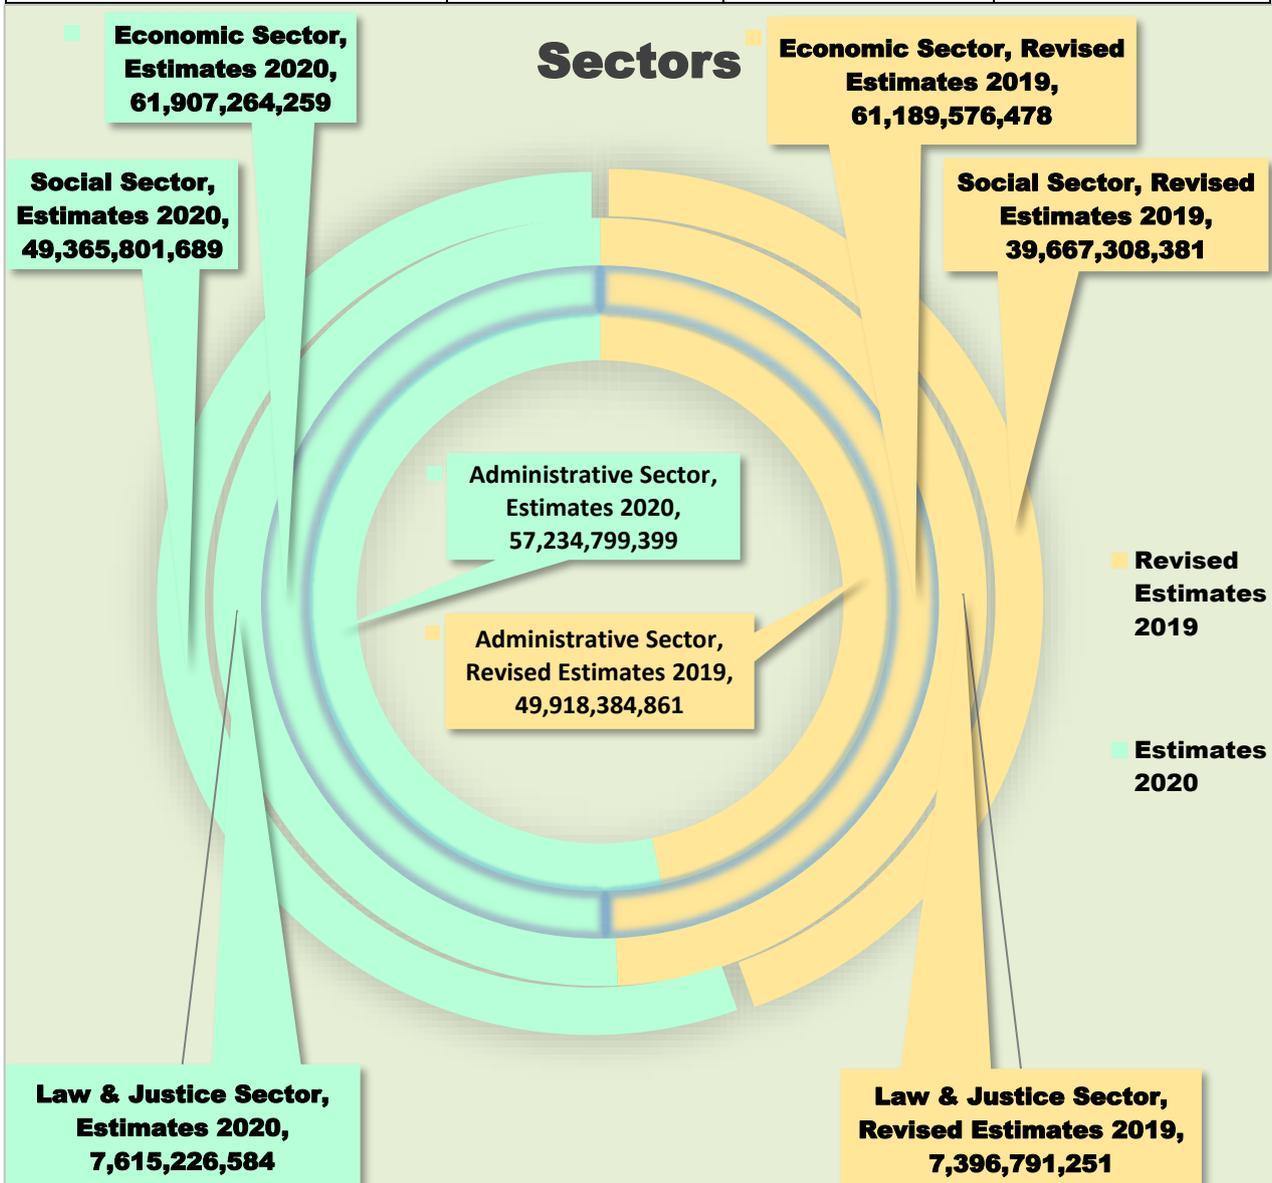 Sectors
Economic Sector,
Estimates 2020,
61,907,264,259
Economic Sector, Revised
Estimates 2019,
61,189,576,478
Social Sector,
Estimates 2020,
49,365,801,689
Social Sector, Revised
Estimates 2019,
39,667,308,381
Administrative Sector,
Estimates 2020,
57,234,799,399
Administrative Sector,
Revised Estimates 2019,
49,918,384,861
Revised
Estimates
2019
Estimates
2020
Law & Justice Sector,
Estimates 2020,
7,615,226,584
Law & Justice Sector,
Revised Estimates 2019,
7,396,791,251